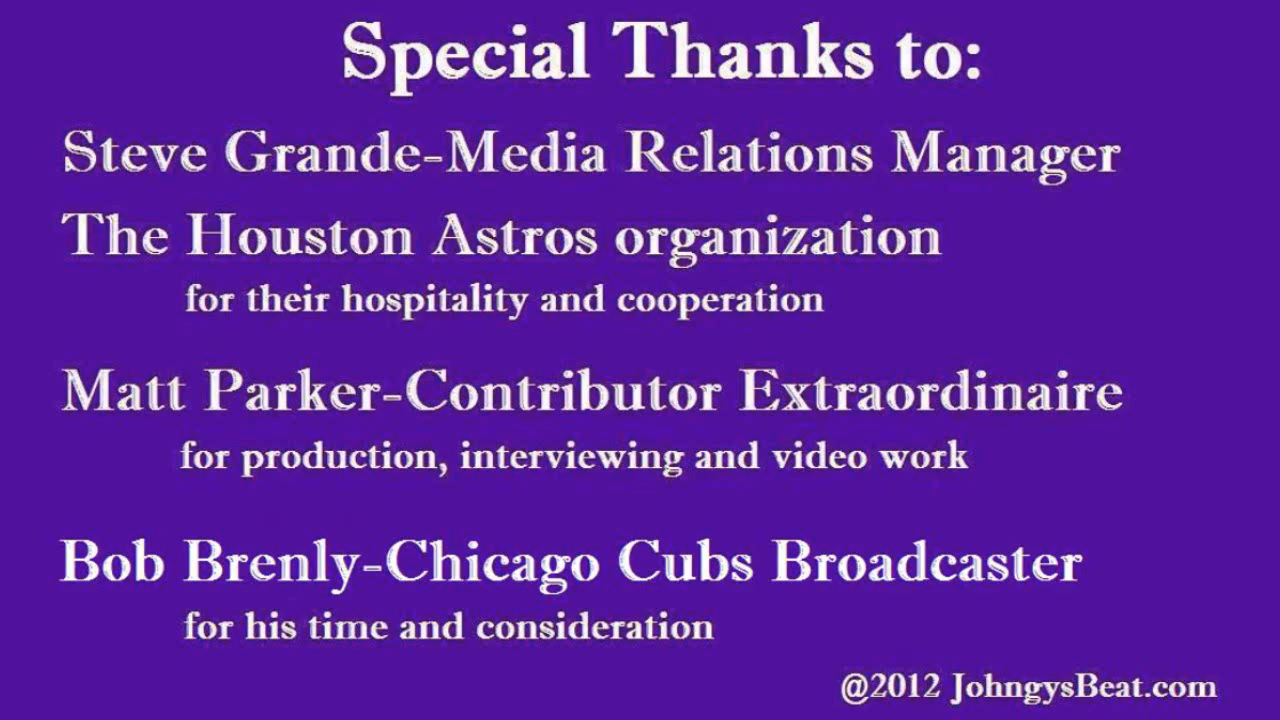 Special Thanks to:
Steve Grande-Media Relations Manager
The Houston Astros organization
for their hospitality and cooperation
Matt Parker-Contributor Extraordinaire
for production, interviewing and video work
Bob Brenly-Chicago Cubs Broadcaster
for his time and consideration
@2012 JohngysBeat.com